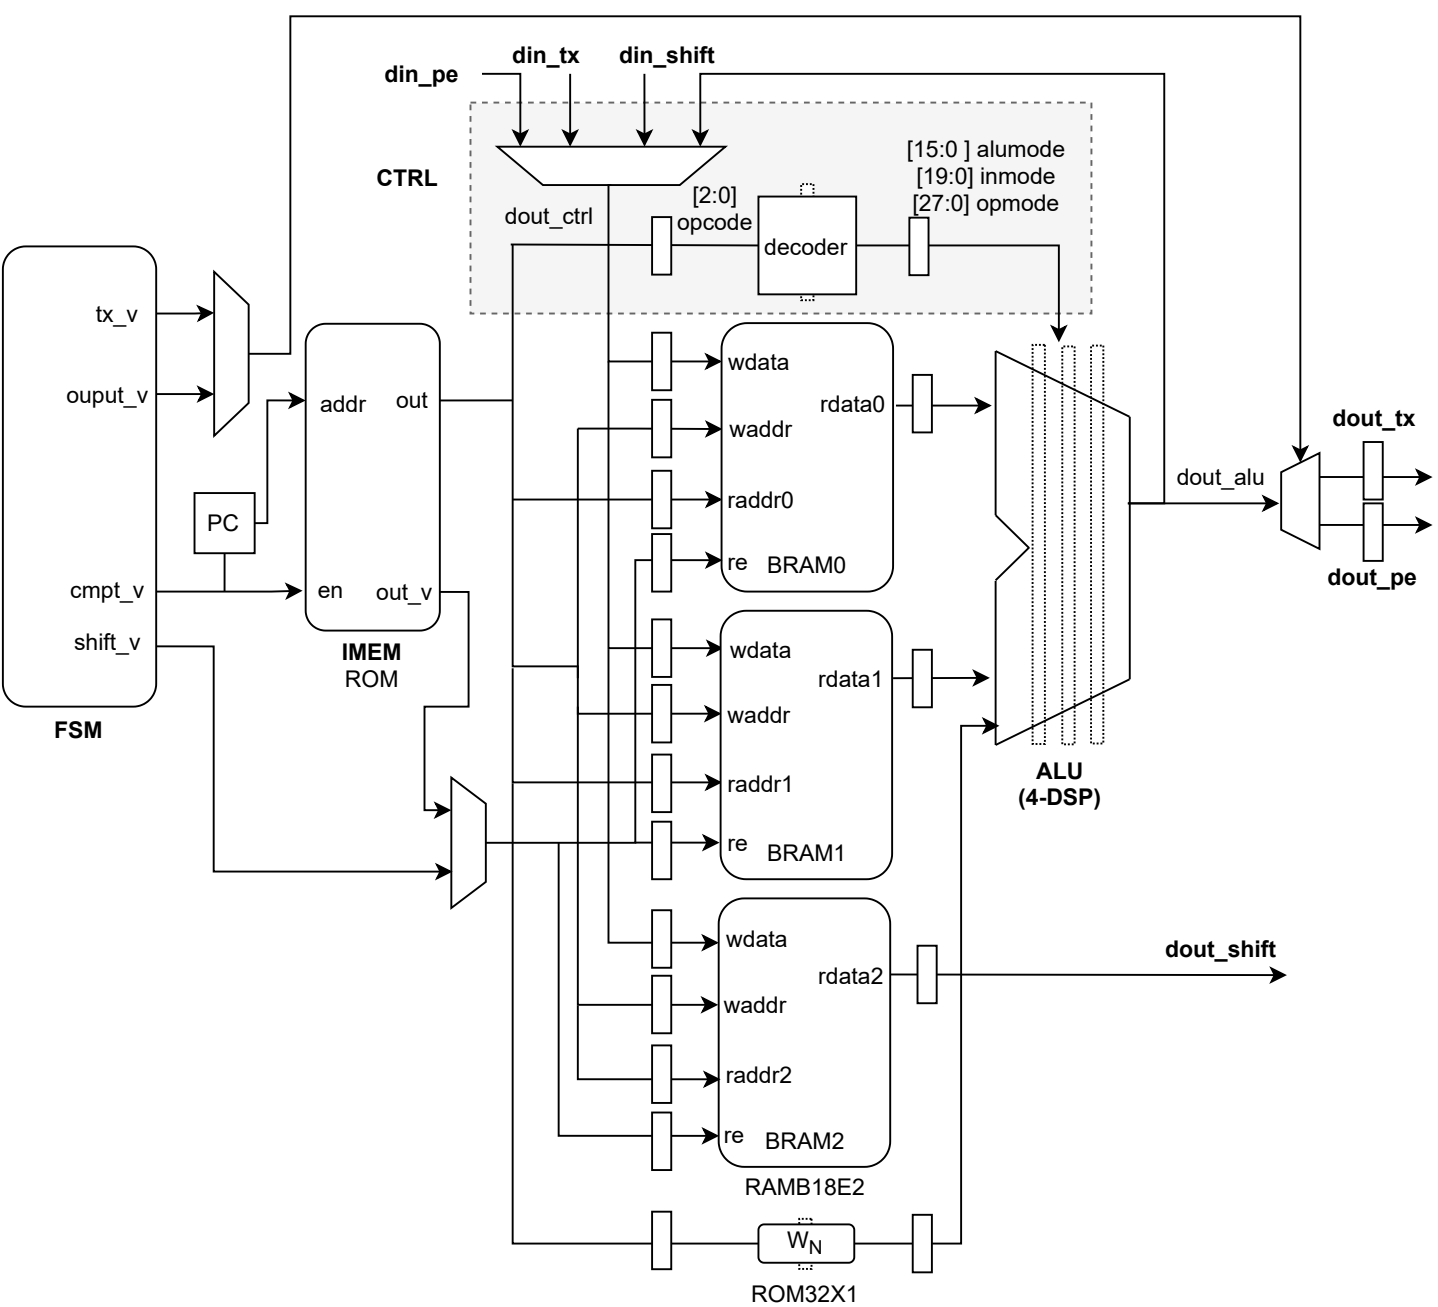 din_pe
din_tx
din_shift
CTRL
dout_ctrl
[2:0]
opcode
decoder
[15:0 ] alumode
[19:0] inmode
[27:0] opmode
tx_v
ouput_v
cmpt_v
shift_v
FSM
PC
addr
out
en
out_v
IMEM
ROM
wdata
waddr
raddr0
re
rdata0
BRAM0
wdata
waddr
raddr1
re
rdata1
BRAM1
wdata
waddr
raddr2
re
rdata2
BRAM2
RAMB18E2
WN
ROM32X1
ALU
(4-DSP)
dout_alu
dout_tx
dout_pe
dout_shift